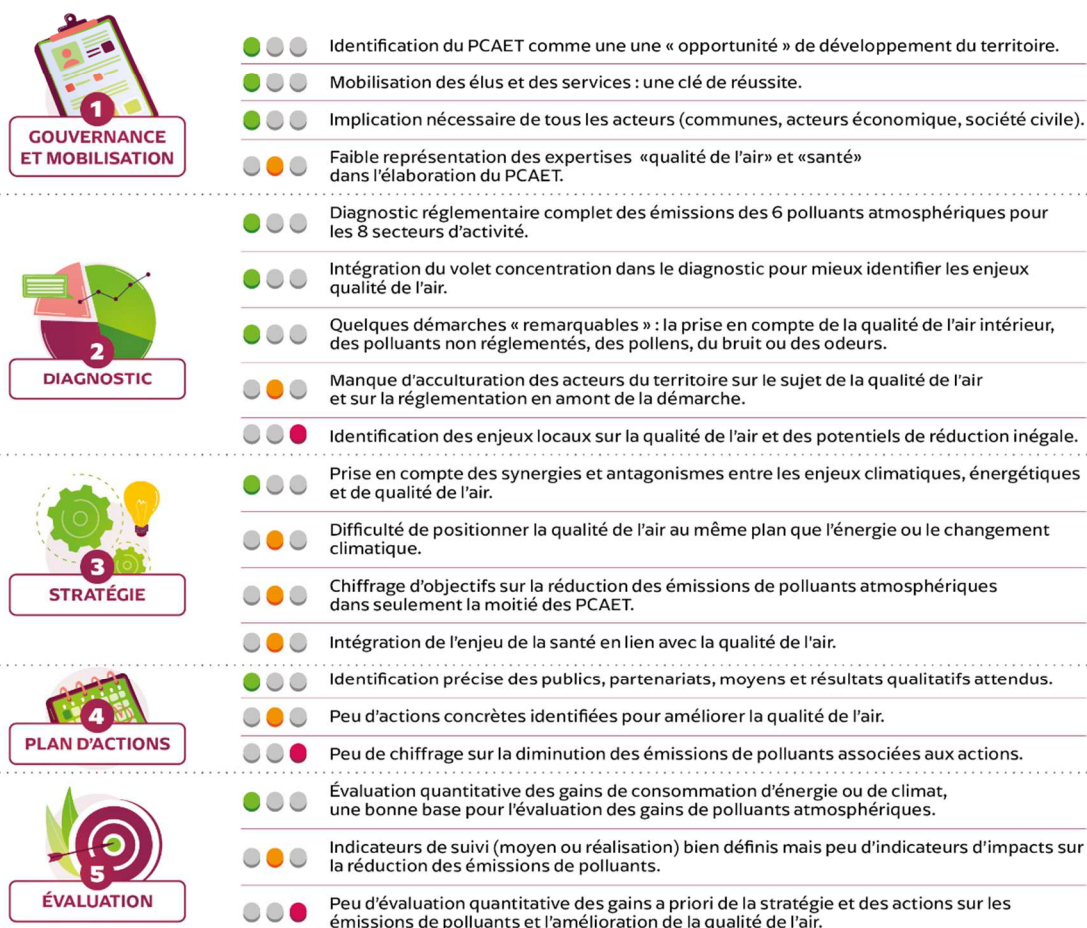 1
GOUVERNANCE
ET MOBILISATION
Identification du PCAET comme une une « opportunité » de développement du territoire.
Mobilisation des élus et des services : une clé de réussite.
Implication nécessaire de tous les acteurs (communes, acteurs économique, société civile).
Faible représentation des expertises «qualité de l'air» et «santé»
dans l'élaboration du PCAET.
2
DIAGNOSTIC
Diagnostic réglementaire complet des émissions des 6 polluants atmosphériques pour
les 8 secteurs d'activité.
Intégration du volet concentration dans le diagnostic pour mieux identifier les enjeux
qualité de l'air.
Quelques démarches « remarquables » : la prise en compte de la qualité de l'air intérieur,
des polluants non réglementés, des pollens, du bruit ou des odeurs.
Manque d'acculturation des acteurs du territoire sur le sujet de la qualité de l'air
et sur la réglementation en amont de la démarche.
Identification des enjeux locaux sur la qualité de l'air et des potentiels de réduction inégale.
3
STRATÉGIE
Prise en compte des synergies et antagonismes entre les enjeux climatiques, énergétiques
et de qualité de l'air.
Difficulté de positionner la qualité de l'air au même plan que l'énergie ou le changement
climatique.
Chiffrage d'objectifs sur la réduction des émissions de polluants atmosphériques
dans seulement la moitié des PCAET.
Intégration de l'enjeu de la santé en lien avec la qualité de l'air.
4
PLAN D'ACTIONS
Identification précise des publics, partenariats, moyens et résultats qualitatifs attendus.
Peu d'actions concrètes identifiées pour améliorer la qualité de l'air.
Peu de chiffrage sur la diminution des émissions de polluants associées aux actions.
5
ÉVALUATION
Évaluation quantitative des gains de consommation d'énergie ou de climat,
une bonne base pour l'évaluation des gains de polluants atmosphériques.
Indicateurs de suivi (moyen ou réalisation) bien définis mais peu d'indicateurs d'impacts sur
la réduction des émissions de polluants.
Peu d'évaluation quantitative des gains a priori de la stratégie et des actions sur les
émissions de polluants et l'amélioration de la qualité de l'air.